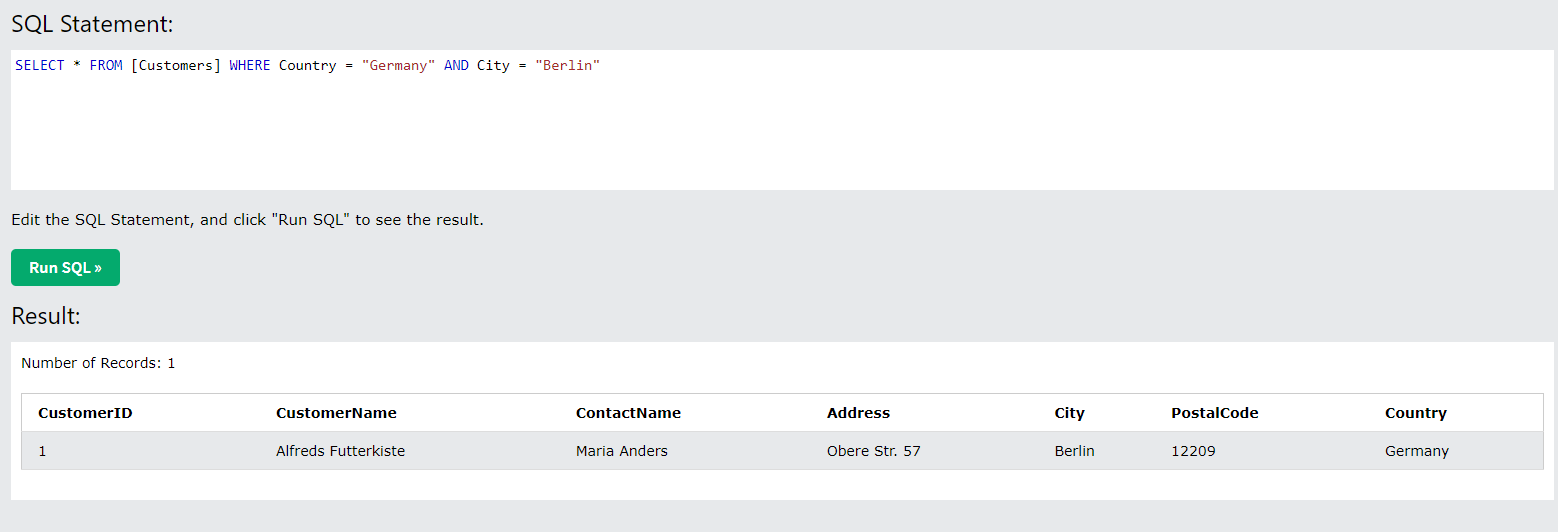 SQL Statement:
SELECT * FROM [Customers] WHERE Country = "Germany" AND City = "Berlin"
Edit the SQL Statement, and click "Run SQL" to see the result.
Run SQL »
Result:
Number of Records: 1
CustomerID CustomerName ContactName Address City PostalCode Country
1 Alfreds Futterkiste Maria Anders Obere Str. 57 Berlin 12209 Germany